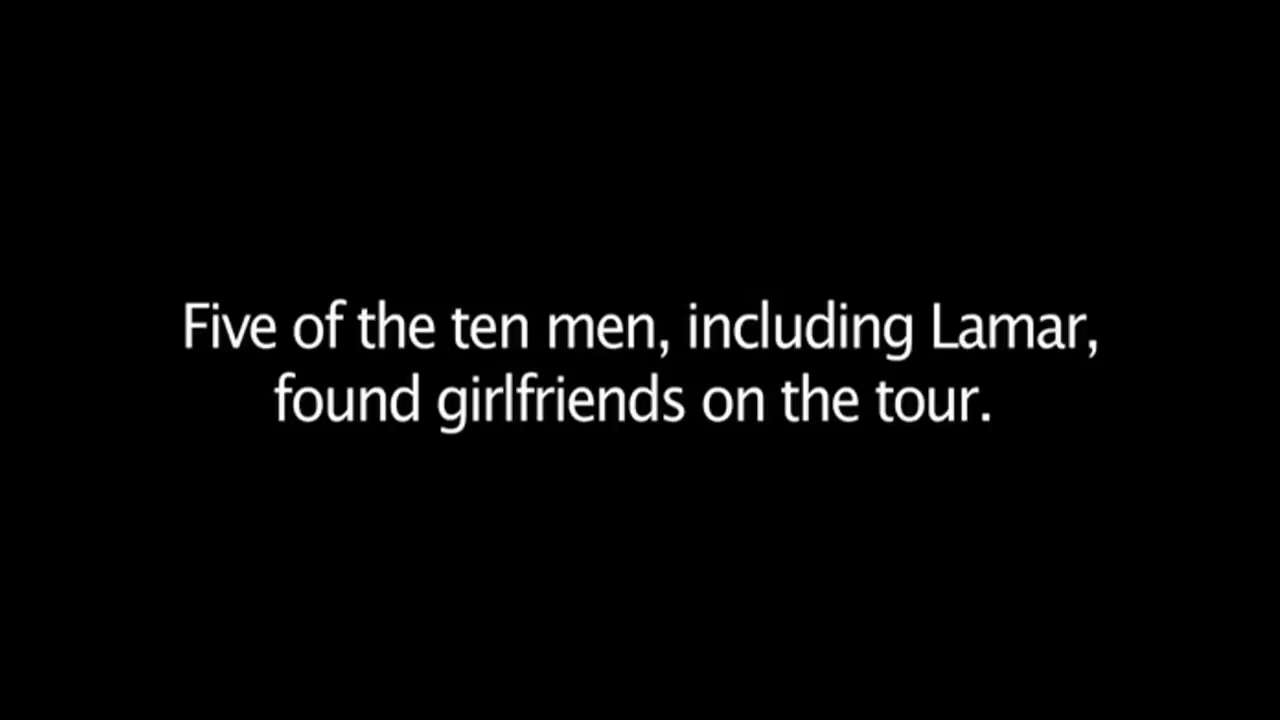 Five of the ten men, including Lamar,
found girlfriends on the tour.